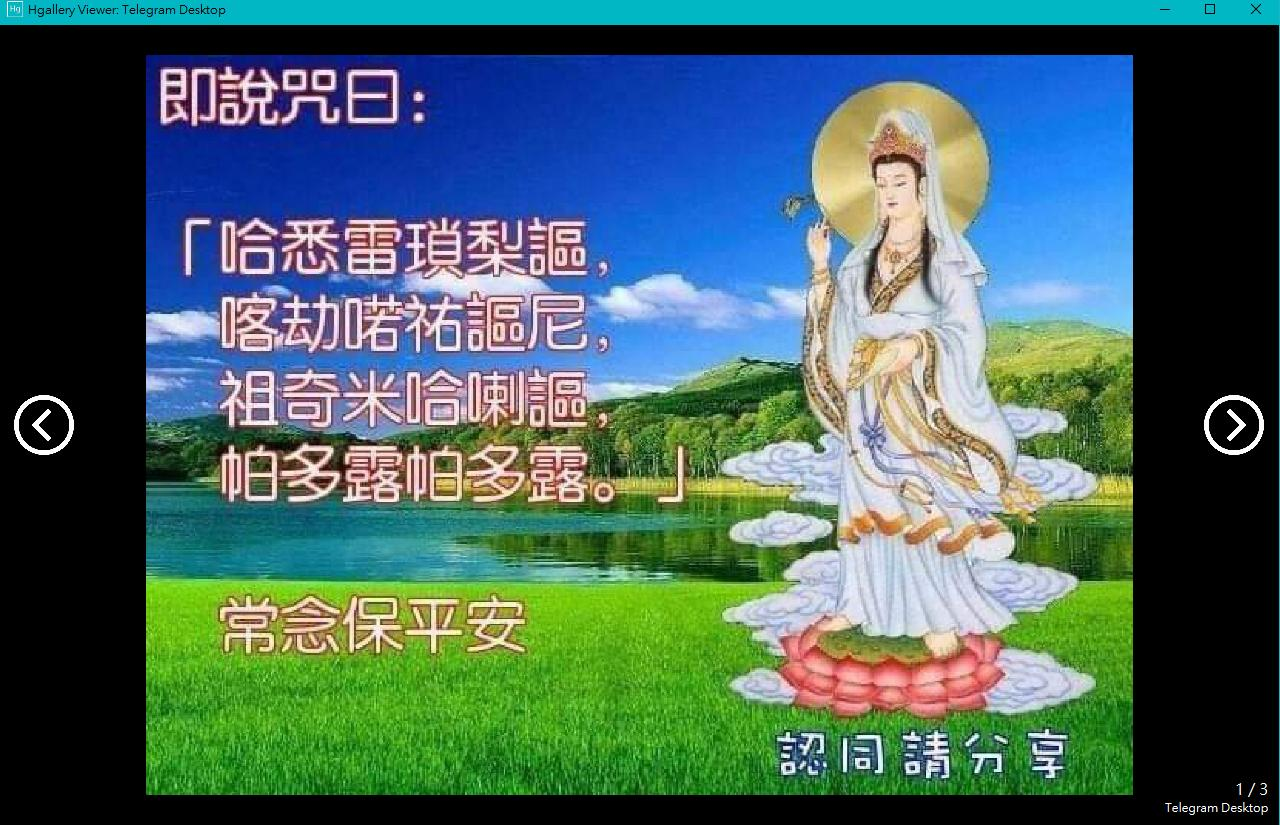 Hg Hgallery Viewer: Telegram Desktop
即說咒曰：
「哈悉雷瑣梨謳，
喀劫喏祐謳尼，
祖奇米哈喇謳，
帕多露帕多露。」
常念保平安
認同請分享
1 / 3
Telegram Desktop